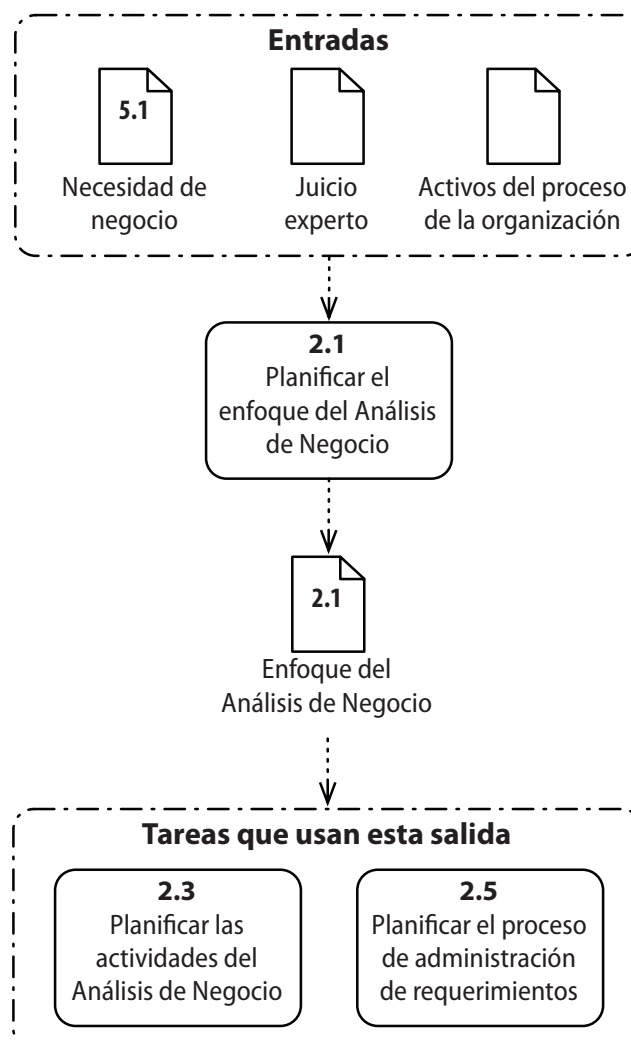 Entradas
5.1
Necesidad de
negocio
Juicio
experto
Activos del proceso
de la organización
2.1
Planificar el
enfoque del Análisis
de Negocio
2.1
Enfoque del
Análisis de Negocio
Tareas que usan esta salida
2.3
Planificar las
actividades del
Análisis de Negocio
2.5
Planificar el proceso
de administración
de requerimientos